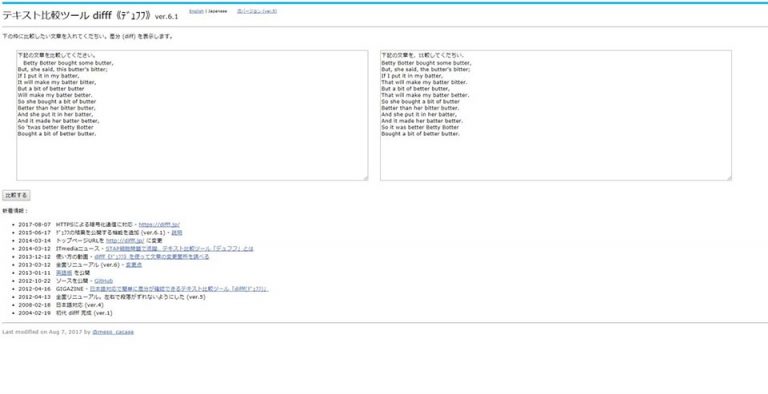 テキスト比較ツール difff《ﾃﾞｭﾌﾌ》ver.6.1
English | Japanese
旧バージョン (ver.5)
下の枠に比較したい文章を入れてくだちい。差分 (diff) を表示します。
下記の文章を比較してください。
Betty Botter bought some butter,
But, she said, this butter's bitter;
If I put it in my batter,
It will make my batter bitter,
But a bit of better butter
Will make my batter better.
So she bought a bit of butter
Better than her bitter butter,
And she put it in her batter,
And it made her batter better,
So 'twas better Betty Botter
Bought a bit of better butter.
下記の文章を、比較してくだちい。
Betty Botter bought some butter,
But, she said, the butter's bitter;
If I put it in my batter,
That will make my batter bitter.
But a bit of better butter,
That will make my batter better.
So she bought a bit of butter
Better than her bitter butter.
And she put it in her batter,
And it made her batter better.
So it was better Betty Botter
Bought a bit of better butter.
比較する
新着情報：
2017-08-07 HTTPSによる暗号化通信に対応 - https://difff.jp/
2015-06-17 ﾃﾞｭﾌﾌの結果を公開する機能を追加 (ver.6.1) - 説明
2014-03-14 トップページURLを http://difff.jp/ に変更
2014-03-12 ITmediaニュース - STAP細胞問題で活躍、テキスト比較ツール「デュフフ」とは
2013-12-12 使い方の動画 - difff《ﾃﾞｭﾌﾌ》を使って文章の変更箇所を調べる
2013-03-12 全面リニューアル (ver.6) - 変更点
2013-01-11 英語版 を公開
2012-10-22 ソースを公開 - GitHub
2012-04-16 GIGAZINE - 日本語対応で簡単に差分が確認できるテキスト比較ツール「difff(ﾃﾞｭﾌﾌ)」
2012-04-13 全面リニューアル。左右で段落がずれないようにした (ver.5)
2008-02-18 日本語対応 (ver.4)
2004-02-19 初代 difff 完成 (ver.1)
Last modified on Aug 7, 2017 by @meso_cacase